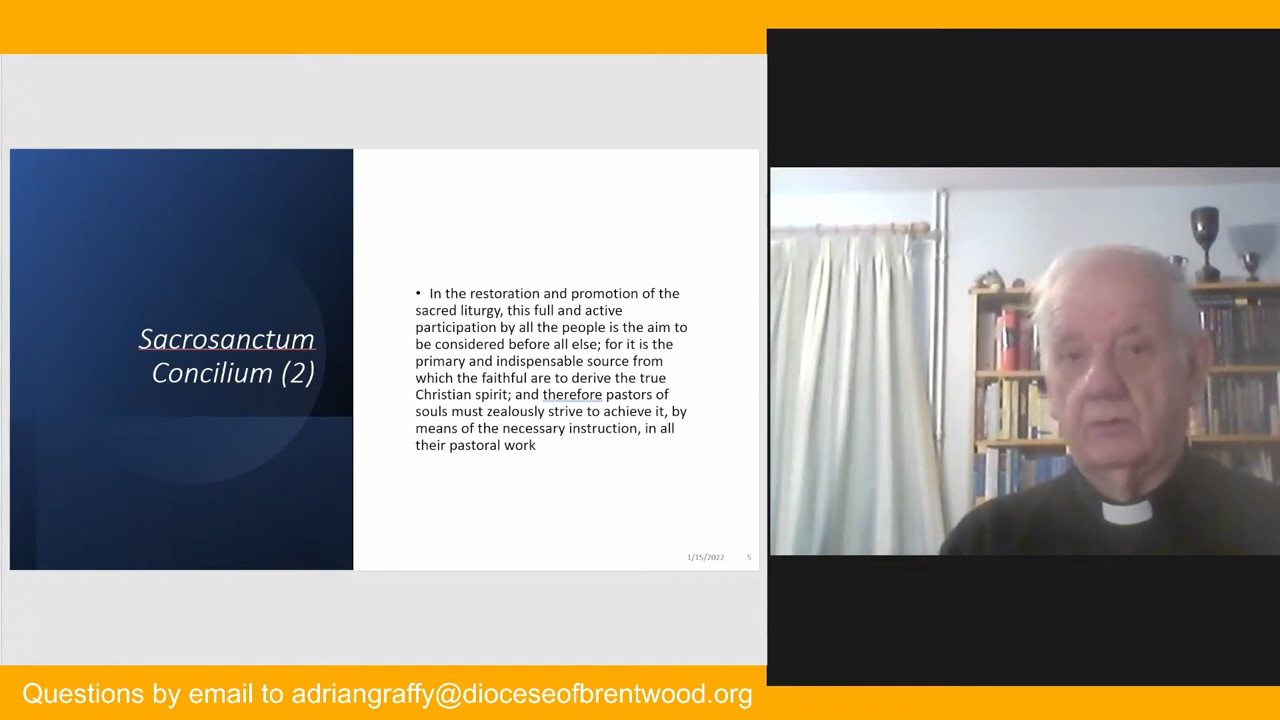 Sacrosanctum
Concilium (2)
• In the restoration and promotion of the
sacred liturgy, this full and active
participation by all the people is the aim to
be considered before all else; for it is the
primary and indispensable source from
which the faithful are to derive the true
Christian spirit; and therefore pastors of
souls must zealously strive to achieve it, by
means of the necessary instruction, in all
their pastoral work
1/15/2022 5
Questions by email to adriangraffy@dioceseofbrentwood.org